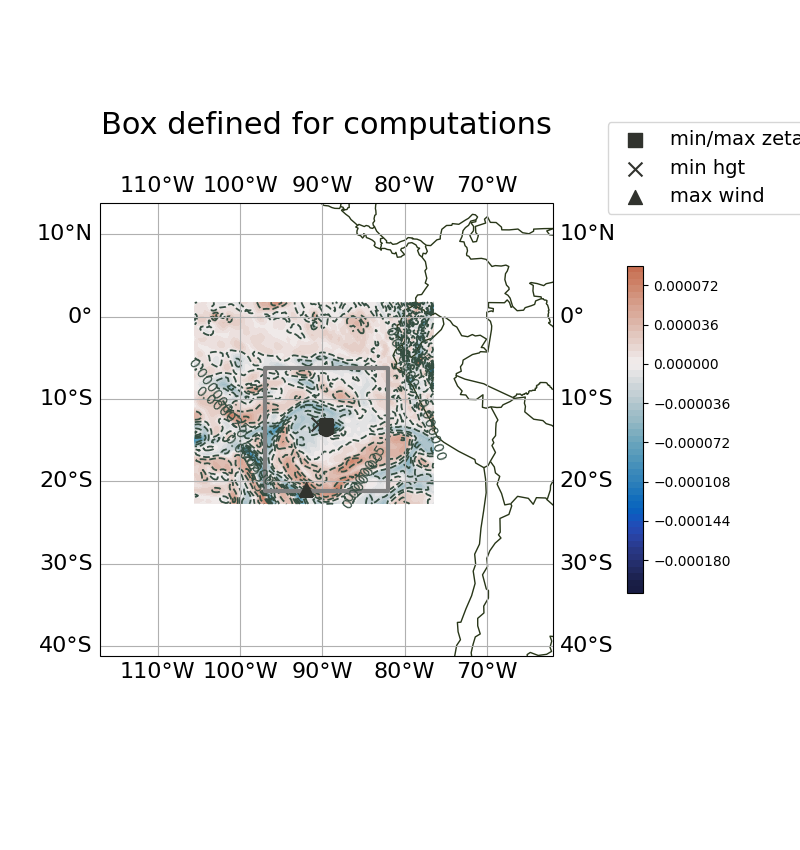 Box defined for computations
min/max zeta
min hgt
max wind
110°W 100°W 90°W 80°W 70°W
10°N 10°N
0° 0°
10°S 10°S
20°S 20°S
30°S 30°S
40°S 40°S
110°W 100°W 90°W 80°W 70°W
0.000072
0.000036
0.000000
−0.000036
−0.000072
−0.000108
−0.000144
−0.000180